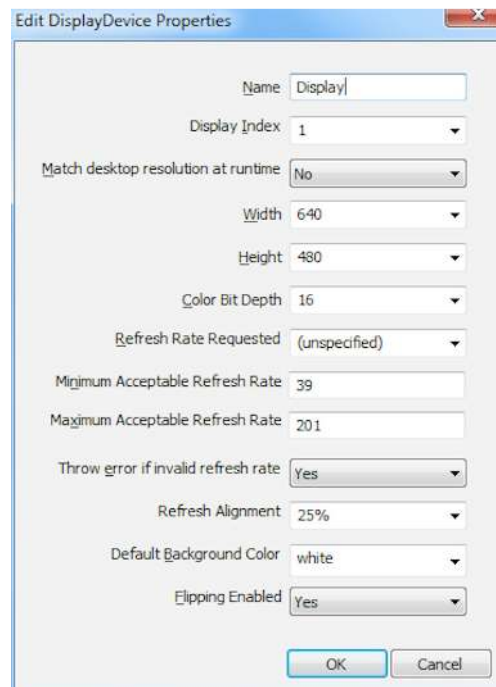 Edit DisplayDevice Properties
Name Display
Display Index 1
Match desktop resolution at runtime No
Width 640
Height 480
Color Bit Depth 16
Refresh Rate Requested (unspecified)
Minimum Acceptable Refresh Rate 39
Maximum Acceptable Refresh Rate 201
Throw error if invalid refresh rate Yes
Refresh Alignment 25%
Default Background Color white
Flipping Enabled Yes
OK Cancel